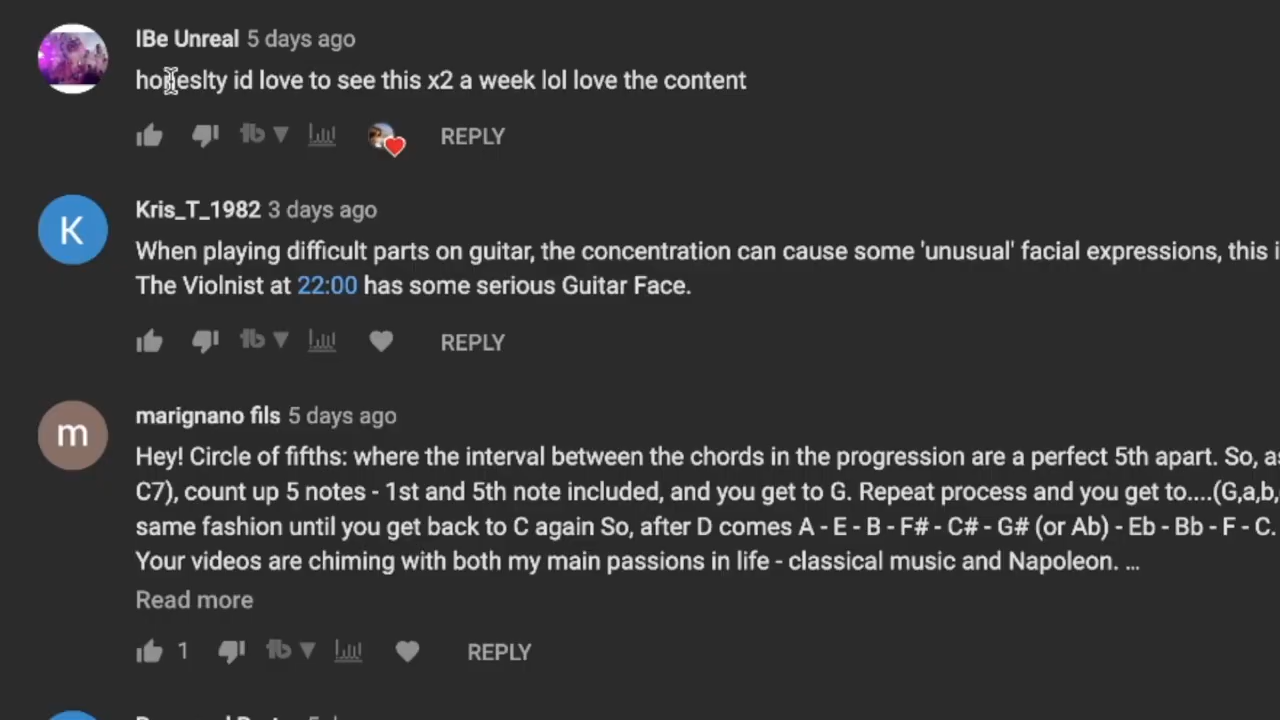 IBe Unreal 5 days ago
honeslty id love to see this x2 a week lol love the content
REPLY
K
Kris_T_1982 3 days ago
When playing difficult parts on guitar, the concentration can cause some 'unusual' facial expressions, this i
The Violnist at 22:00 has some serious Guitar Face.
REPLY
m
marignano fils 5 days ago
Hey! Circle of fifths: where the interval between the chords in the progression are a perfect 5th apart. So, as
C7), count up 5 notes - 1st and 5th note included, and you get to G. Repeat process and you get to....(G,a,b,
same fashion until you get back to C again So, after D comes A - E - B - F# - C# - G# (or Ab) - Eb - Bb - F - C.
Your videos are chiming with both my main passions in life - classical music and Napoleon. ...
Read more
1 REPLY